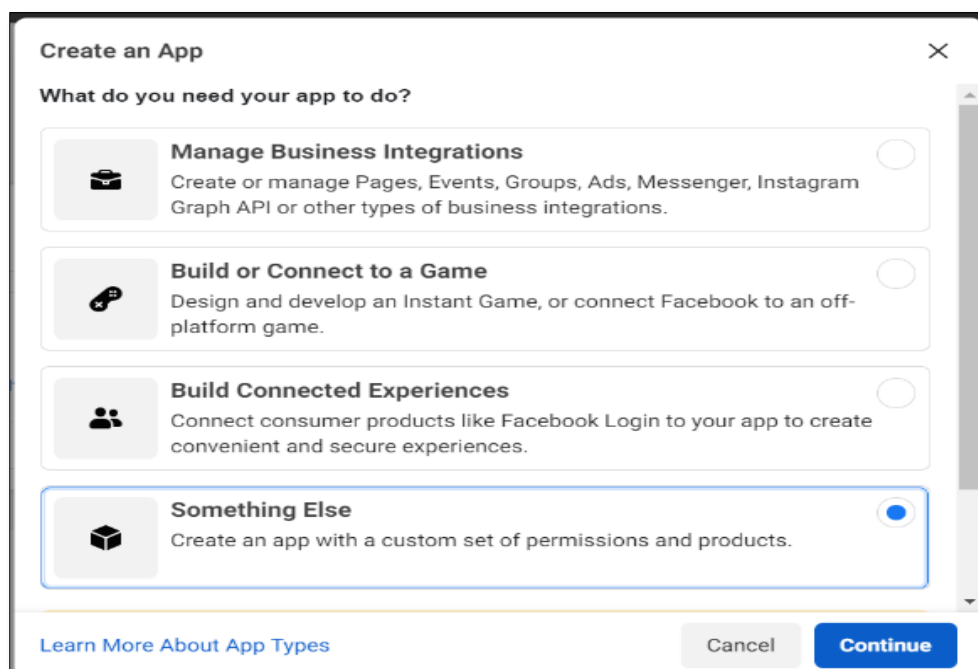 Create an App
What do you need your app to do?
Manage Business Integrations
Create or manage Pages, Events, Groups, Ads, Messenger, Instagram
Graph API or other types of business integrations.
Build or Connect to a Game
Design and develop an Instant Game, or connect Facebook to an off-
platform game.
Build Connected Experiences
Connect consumer products like Facebook Login to your app to create
convenient and secure experiences.
Something Else
Create an app with a custom set of permissions and products.
Learn More About App Types
Cancel
Continue